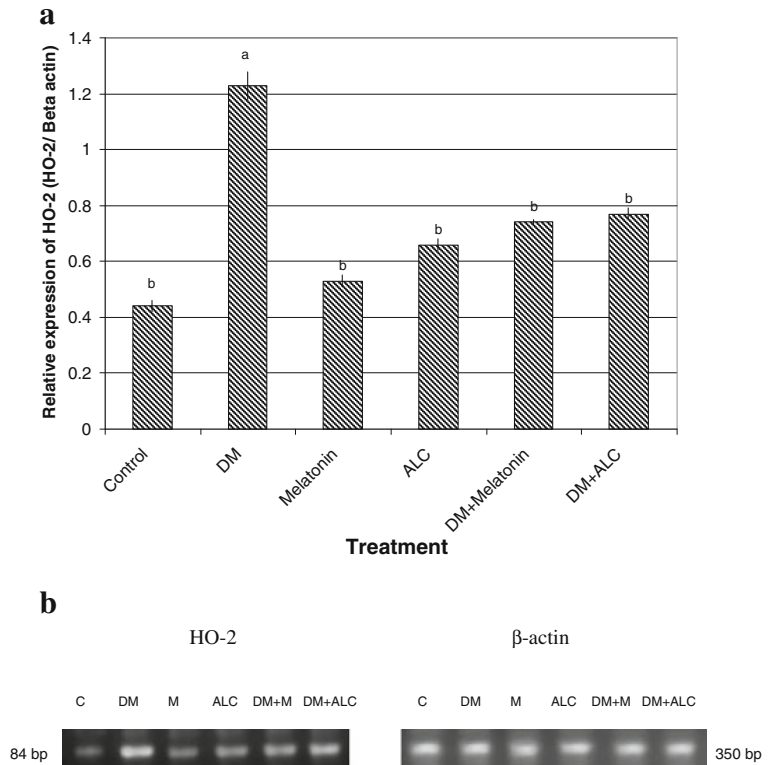 a
Relative expression of HO-2 (HO-2/ Beta actin)
1.4
1.2
1
0.8
0.6
0.4
0.2
0
b
a
b
b
b
b
Control
DM
Melatonin
ALC
DM+Melatonin
DM+ALC
Treatment
b
HO-2
β-actin
C DM M ALC DM+M DM+ALC
C DM M ALC DM+M DM+ALC
84 bp
350 bp